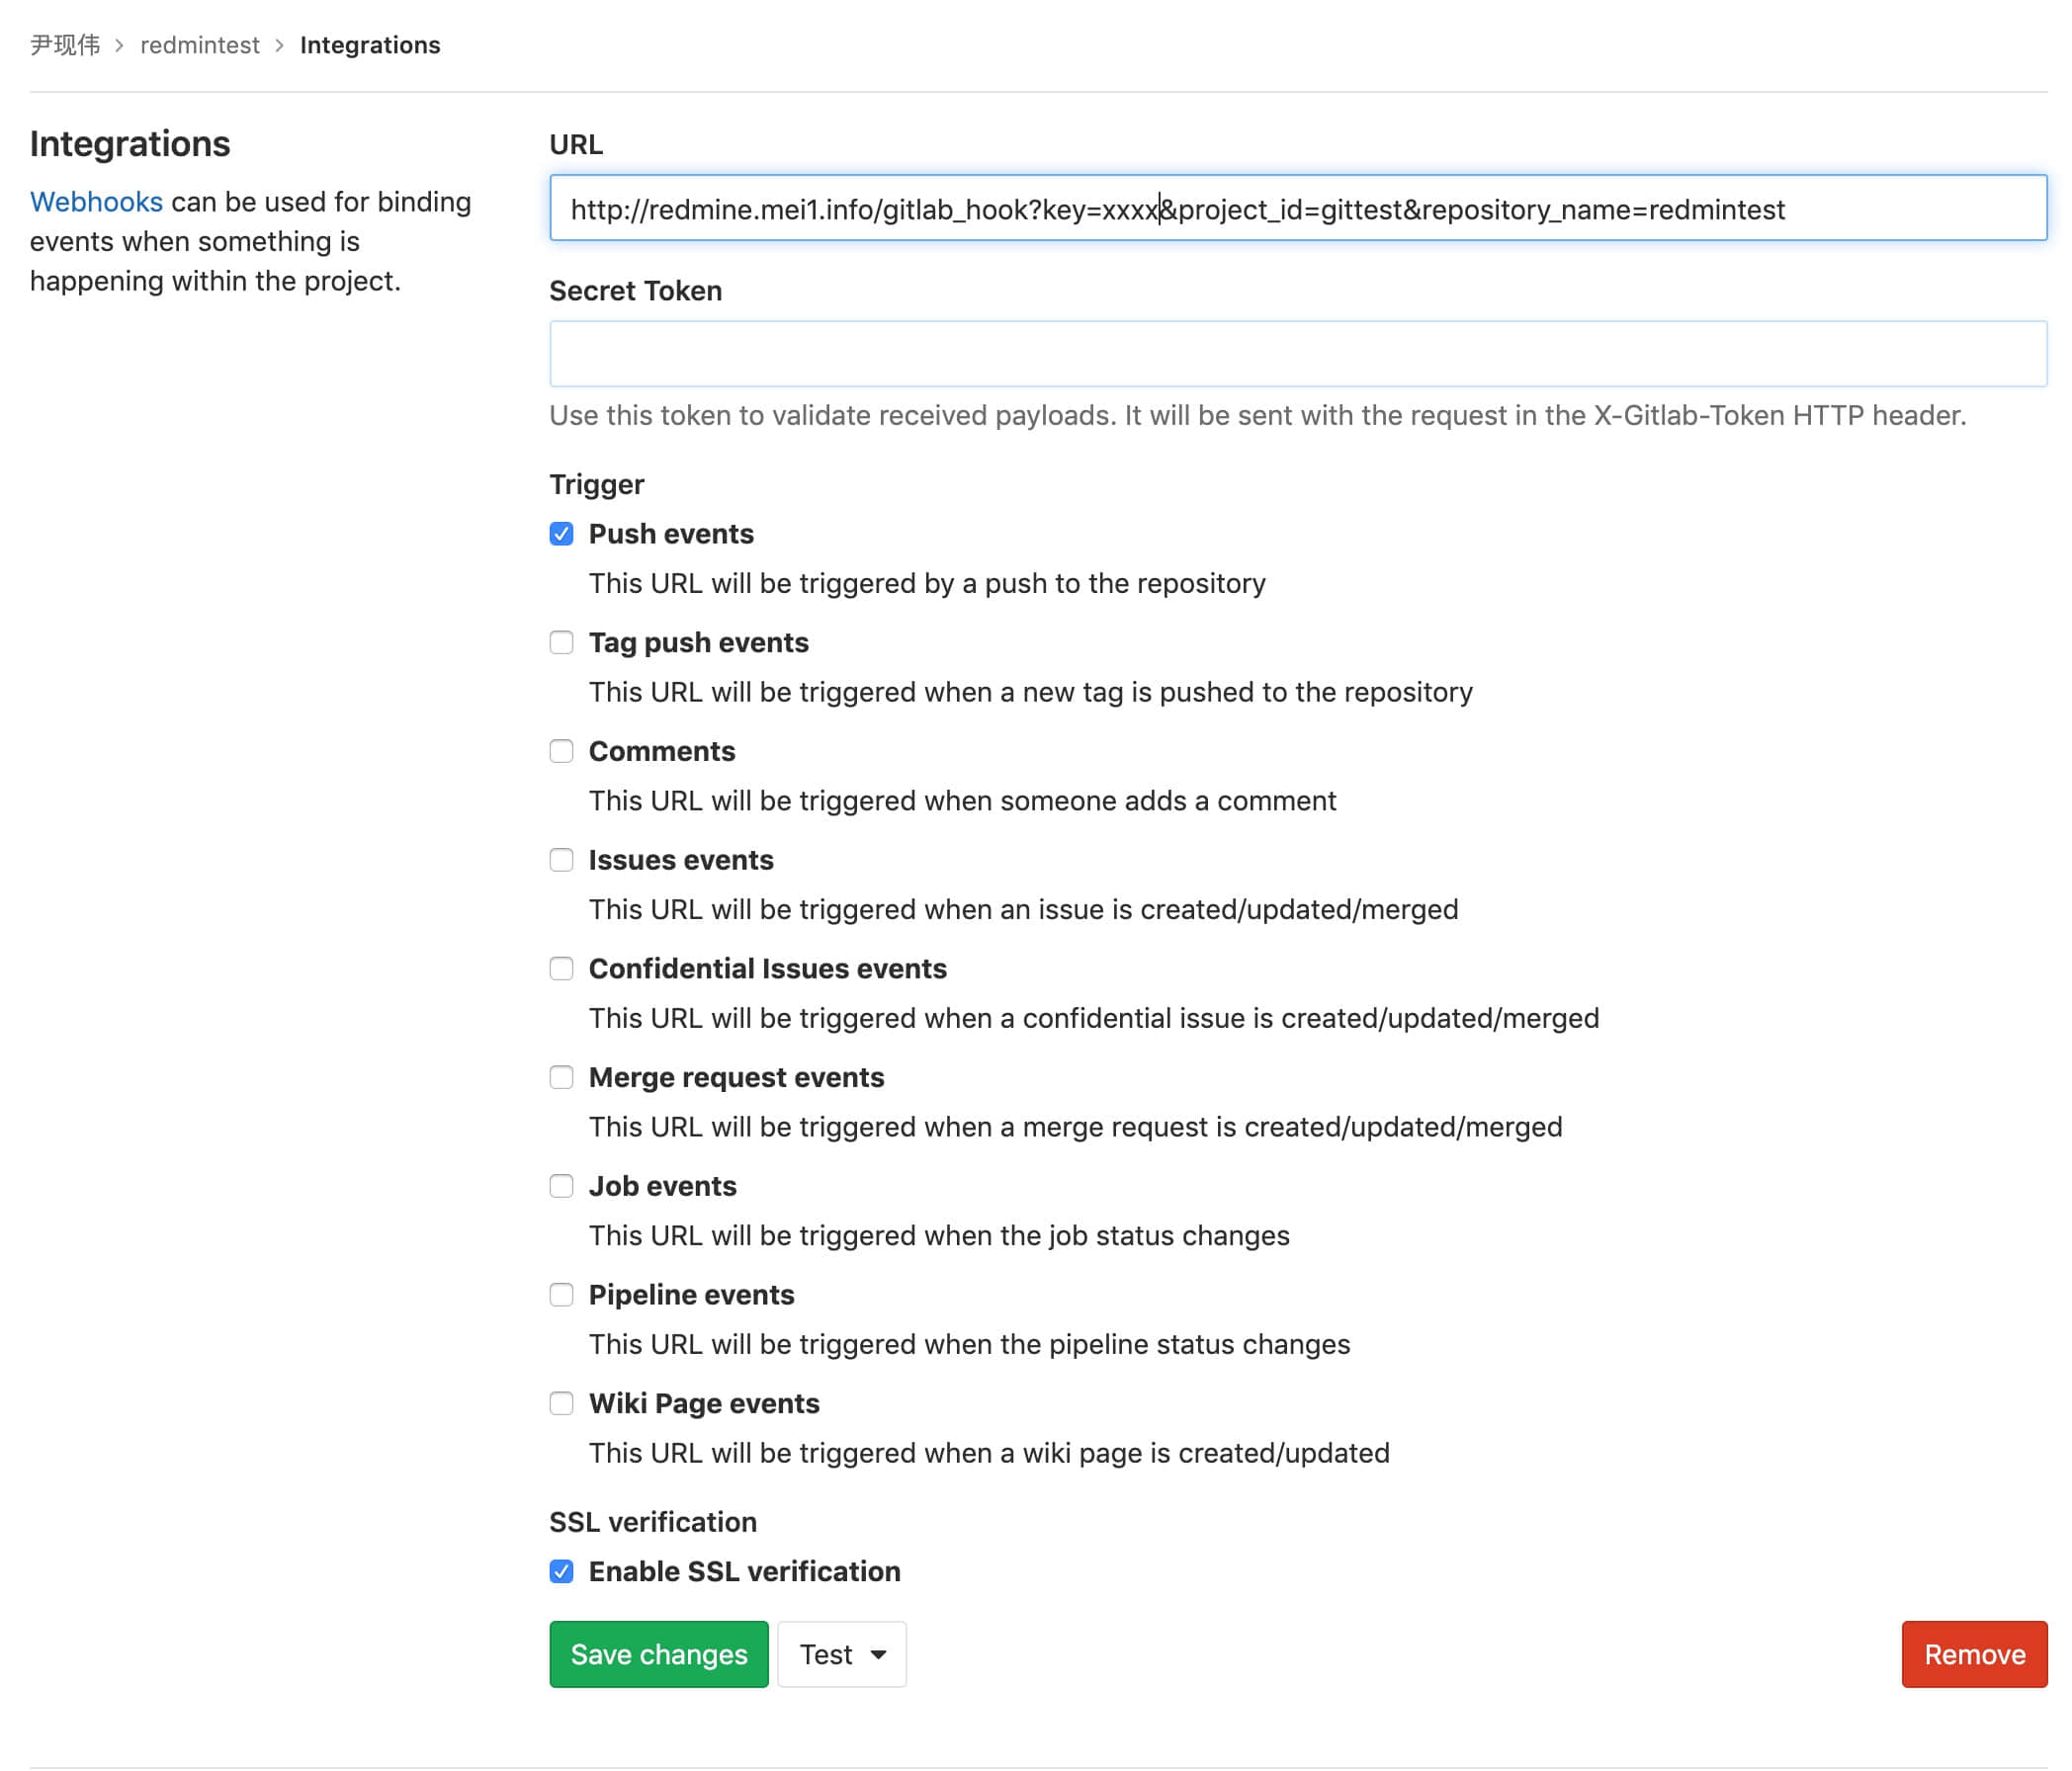 尹现伟 > redmintest > Integrations
Integrations
Webhooks can be used for binding
events when something is
happening within the project.
URL
http://redmine.mei1.info/gitlab_hook?key=xxxx&project_id=gittest&repository_name=redmintest
Secret Token
Use this token to validate received payloads. It will be sent with the request in the X-Gitlab-Token HTTP header.
Trigger
Push events
This URL will be triggered by a push to the repository
Tag push events
This URL will be triggered when a new tag is pushed to the repository
Comments
This URL will be triggered when someone adds a comment
Issues events
This URL will be triggered when an issue is created/updated/merged
Confidential Issues events
This URL will be triggered when a confidential issue is created/updated/merged
Merge request events
This URL will be triggered when a merge request is created/updated/merged
Job events
This URL will be triggered when the job status changes
Pipeline events
This URL will be triggered when the pipeline status changes
Wiki Page events
This URL will be triggered when a wiki page is created/updated
SSL verification
Enable SSL verification
Save changes
Test
Remove